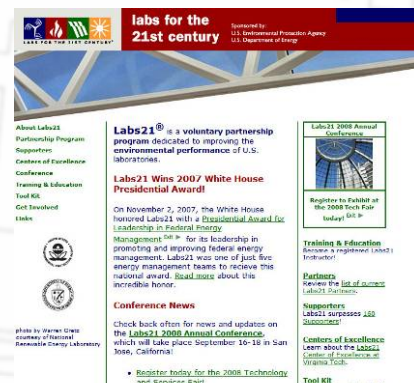 LABS FOR THE 21ST CENTURY
labs for the
21st century
Sponsored by:
U.S. Environmental Protection Agency
U.S. Department of Energy
About Labs21
Partnership Program
Supporters
Centers of Excellence
Conference
Training & Education
Tool Kit
Get Involved
Links
photo by Warren Gretz
courtesy of National
Renewable Energy Laboratory
Labs21® is a voluntary partnership
program dedicated to improving the
environmental performance of U.S.
laboratories.
Labs21 Wins 2007 White House
Presidential Award!
On November 2, 2007, the White House
honored Labs21 with a Presidential Award for
Leadership in Federal Energy
Management Exit for its leadership in
promoting and improving federal energy
management. Labs21 was one of just five
energy management teams to recieve this
national award. Read more about this
incredible honor.
Conference News
Check back often for news and updates on
the Labs21 2008 Annual Conference,
which will take place September 16-18 in San
Jose, California!
• Register today for the 2008 Technology
and Services Fair!
Labs21 2008 Annual
Conference
Register to Exhibit at
the 2008 Tech Fair
today! Exit
Training & Education
Become a registered Labs21
Instructor!
Partners
Review the list of current
Labs21 Partners.
Supporters
Labs21 surpasses 160
Supporters!
Centers of Excellence
Learn about the Labs21
Center of Excellence at
Virginia Tech.
Tool Kit